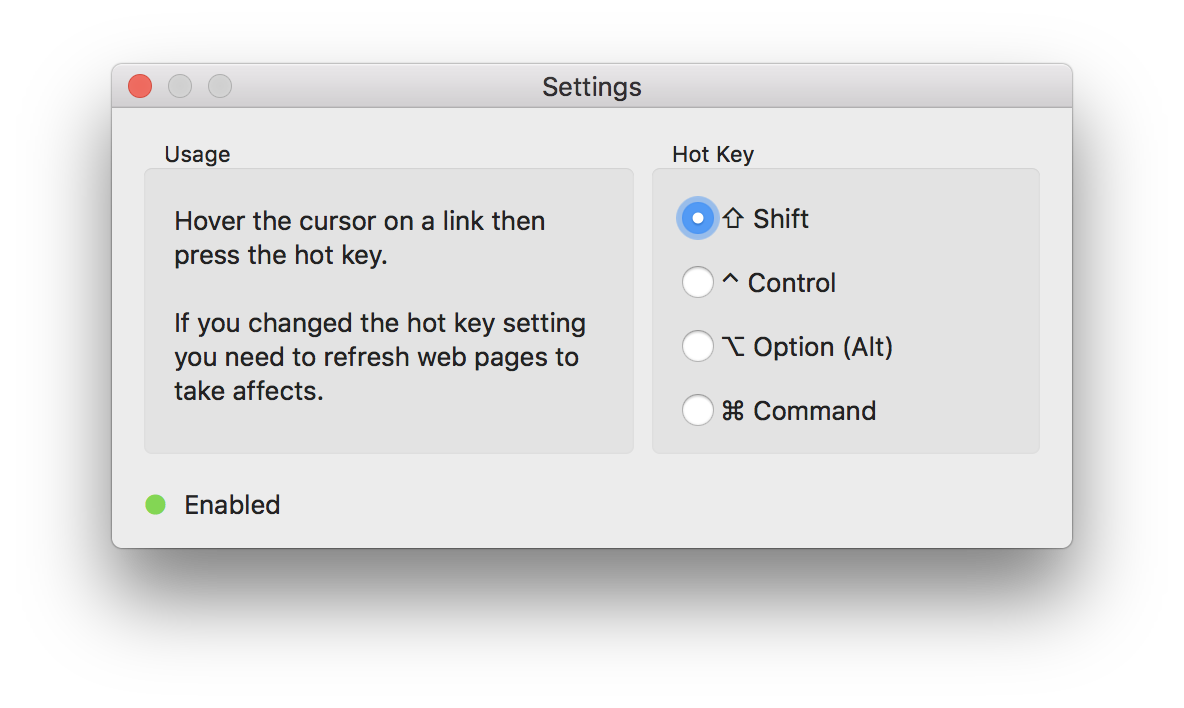 Settings
Usage
Hover the cursor on a link then
press the hot key.
If you changed the hot key setting
you need to refresh web pages to
take affects.
Hot Key
⇧ Shift
^ Control
⌥ Option (Alt)
⌘ Command
Enabled